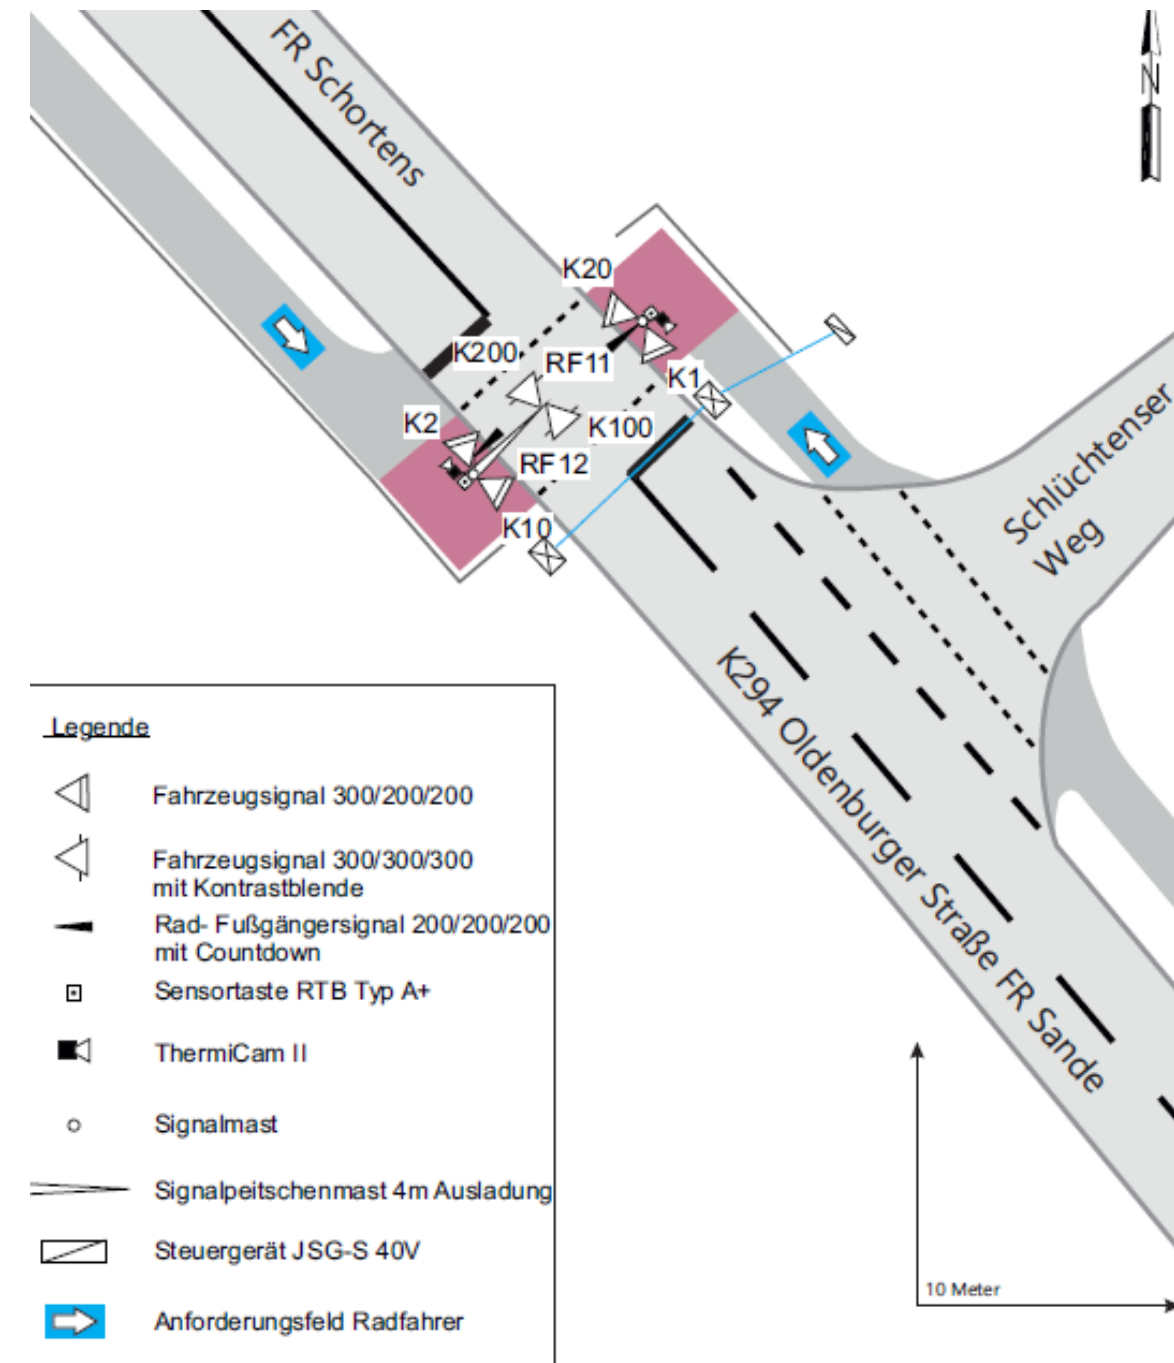 FR Schortens
N
K20
K200
RF11
K1
K2
K100
RF12
K10
Schlüchtenser
Weg
K294 Oldenburger Straße FR Sande
Legende
Fahrzeugsignal 300/200/200
Fahrzeugsignal 300/300/300
mit Kontrastblende
Rad- Fußgängersignal 200/200/200
mit Countdown
Sensortaste RTB Typ A+
ThermiCam II
Signalmast
Signalpeitschenmast 4m Ausladung
Steuergerät JSG-S 40V
Anforderungsfeld Radfahrer
10 Meter